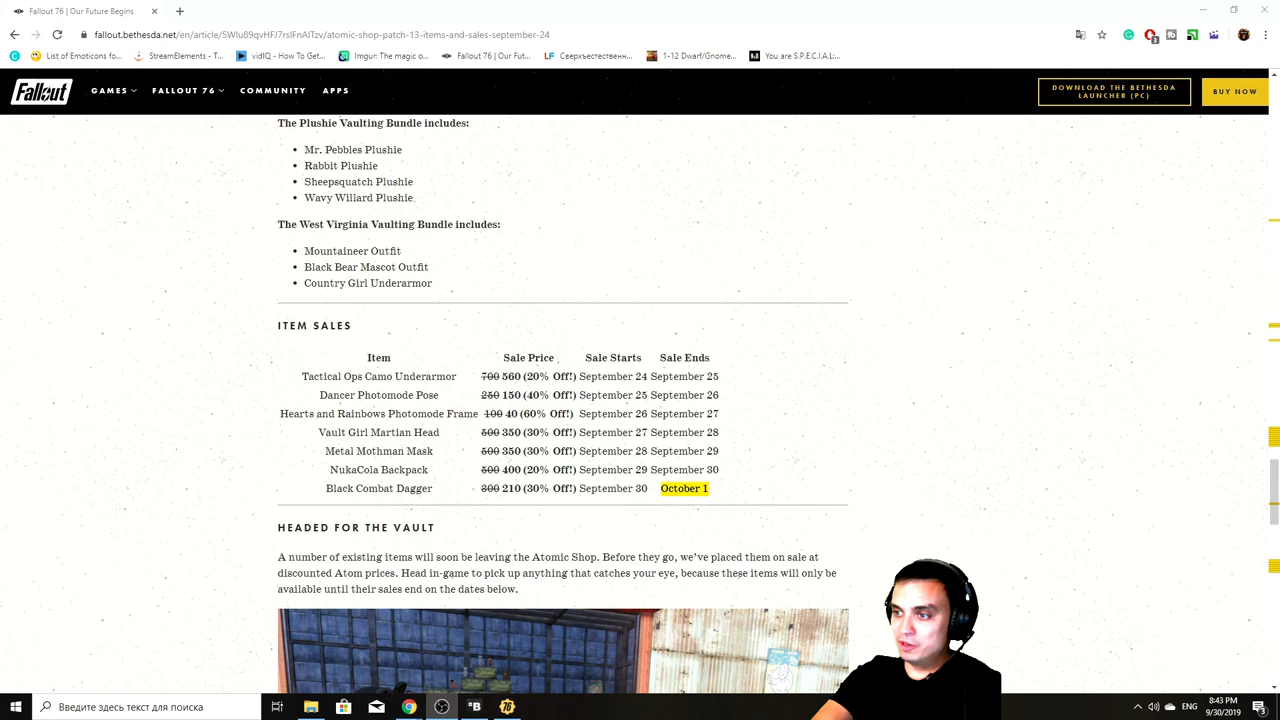 Fallout 76 | Our Future Begins
fallout.bethesda.net/en/article/5Wlu89qvHFJ7rsIFnAlTzv/atomic-shop-patch-13-items-and-sales-september-24
List of Emoticons fo...
StreamElements - T...
vidIQ - How To Get...
Imgur: The magic o...
Fallout 76 | Our Fut...
Сверхъестественн...
1-12 Dwarf/Gnome...
You are S.P.E.C.I.A.L:...
Fallout
GAMES
FALLOUT 76
COMMUNITY
APPS
DOWNLOAD THE BETHESDA
LAUNCHER (PC)
BUY NOW
The Plushie Vaulting Bundle includes:
Mr. Pebbles Plushie
Rabbit Plushie
Sheepsquatch Plushie
Wavy Willard Plushie
The West Virginia Vaulting Bundle includes:
Mountaineer Outfit
Black Bear Mascot Outfit
Country Girl Underarmor
ITEM SALES
Item Sale Price Sale Starts Sale Ends
Tactical Ops Camo Underarmor 700 560 (20% Off!) September 24 September 25
Dancer Photomode Pose 250 150 (40% Off!) September 25 September 26
Hearts and Rainbows Photomode Frame 100 40 (60% Off!) September 26 September 27
Vault Girl Martian Head 500 350 (30% Off!) September 27 September 28
Metal Mothman Mask 500 350 (30% Off!) September 28 September 29
NukaCola Backpack 500 400 (20% Off!) September 29 September 30
Black Combat Dagger 300 210 (30% Off!) September 30 October 1
HEADED FOR THE VAULT
A number of existing items will soon be leaving the Atomic Shop. Before they go, we've placed them on sale at
discounted Atom prices. Head in-game to pick up anything that catches your eye, because these items will only be
available until their sales end on the dates below.
Введите здесь текст для поиска
ENG
8:43 PM
9/30/2019